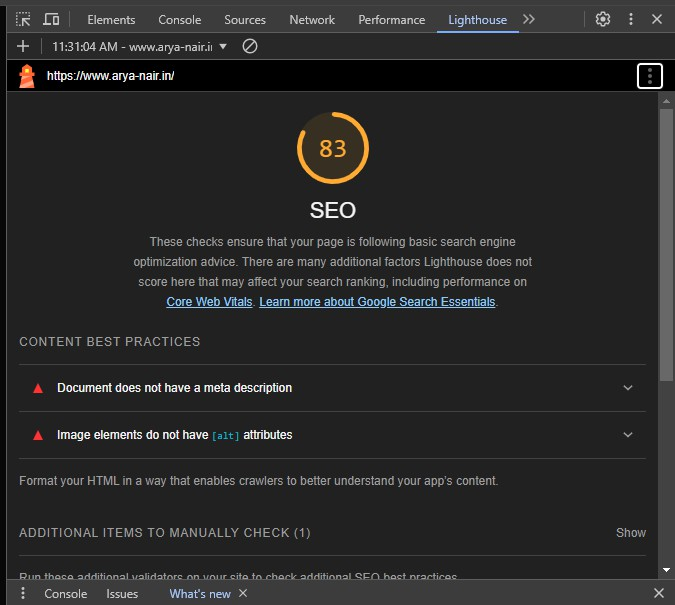 Elements Console Sources Network Performance Lighthouse
11:31:04 AM - www.arya-nair.i
https://www.arya-nair.in/
83
SEO
These checks ensure that your page is following basic search engine
optimization advice. There are many additional factors Lighthouse does not
score here that may affect your search ranking, including performance on
Core Web Vitals. Learn more about Google Search Essentials.
CONTENT BEST PRACTICES
Document does not have a meta description
Image elements do not have [alt] attributes
Format your HTML in a way that enables crawlers to better understand your app's content.
ADDITIONAL ITEMS TO MANUALLY CHECK (1) Show
Run these additional validators on your site to check additional SEO best practices.
Console Issues What's new